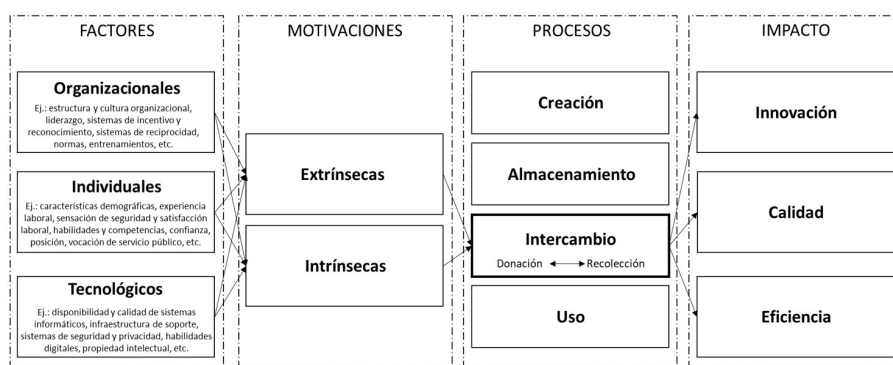 FACTORES
Organizacionales
Ej.: estructura y cultura organizacional,
liderazgo, sistemas de incentivo y
reconocimiento, sistemas de reciprocidad,
normas, entrenamientos, etc.
Individuales
Ej.: características demográficas, experiencia
laboral, sensación de seguridad y satisfacción
laboral, habilidades y competencias, confianza,
posición, vocación de servicio público, etc.
Tecnológicos
Ej.: disponibilidad y calidad de sistemas
informáticos, infraestructura de soporte,
sistemas de seguridad y privacidad, habilidades
digitales, propiedad intelectual, etc.
MOTIVACIONES
Extrínsecas
Intrínsecas
PROCESOS
Creación
Almacenamiento
Intercambio
Donación Recolección
Uso
IMPACTO
Innovación
Calidad
Eficiencia